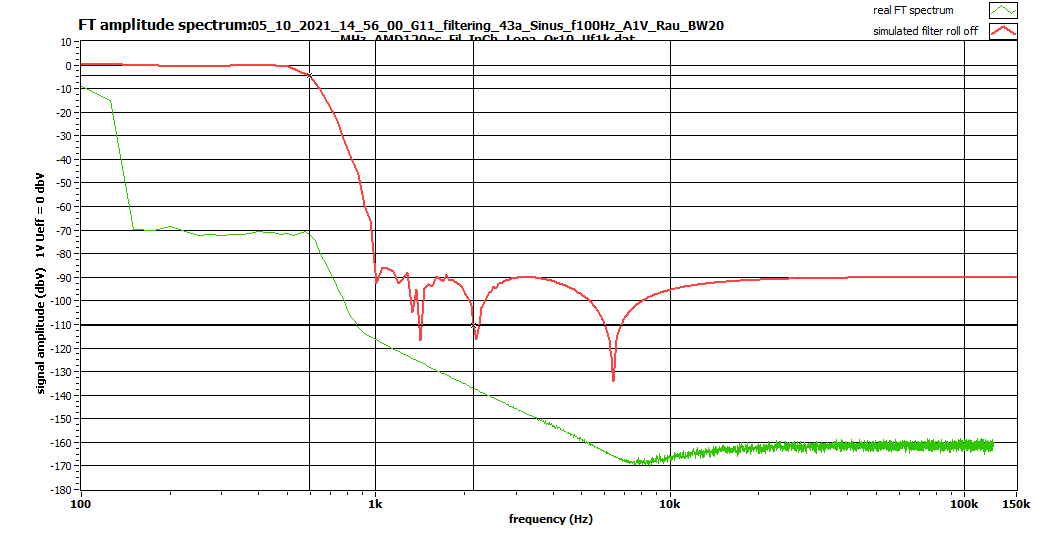 FT amplitude spectrum:05_10_2021_14_56_00_G11_filtering_43a_Sinus_f100Hz_A1V_Rau_BW20
real FT spectrum
simulated filter roll off
10
0
-10
-20
-30
-40
-50
-60
-70
-80
-90
-100
-110
-120
-130
-140
-150
-160
-170
-180
signal amplitude (dbV) 1V Ueff = 0 dbV
100
1k
10k
100k
150k
frequency (Hz)